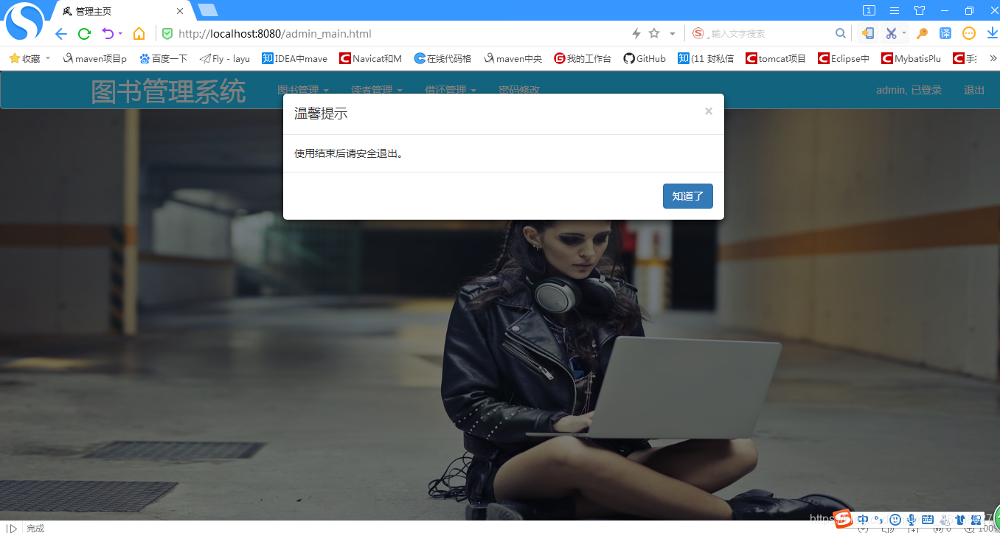 管理主页
1
http://localhost:8080/admin_main.html
输入文字搜索
译
收藏 maven项目p 百度一下 Fly - layu 知 IDEA中mave C Navicat和M C 在线代码格 maven中央 G 我的工作台 GitHub 知 (11 封私信 C tomcat项目 C Eclipse中 C MybatisPlu C 手把 »
图书管理系统 图书管理 读者管理 借还管理 密码修改 admin, 已登录 退出
温馨提示 ×
使用结束后请安全退出。
知道了
中
完成
100%